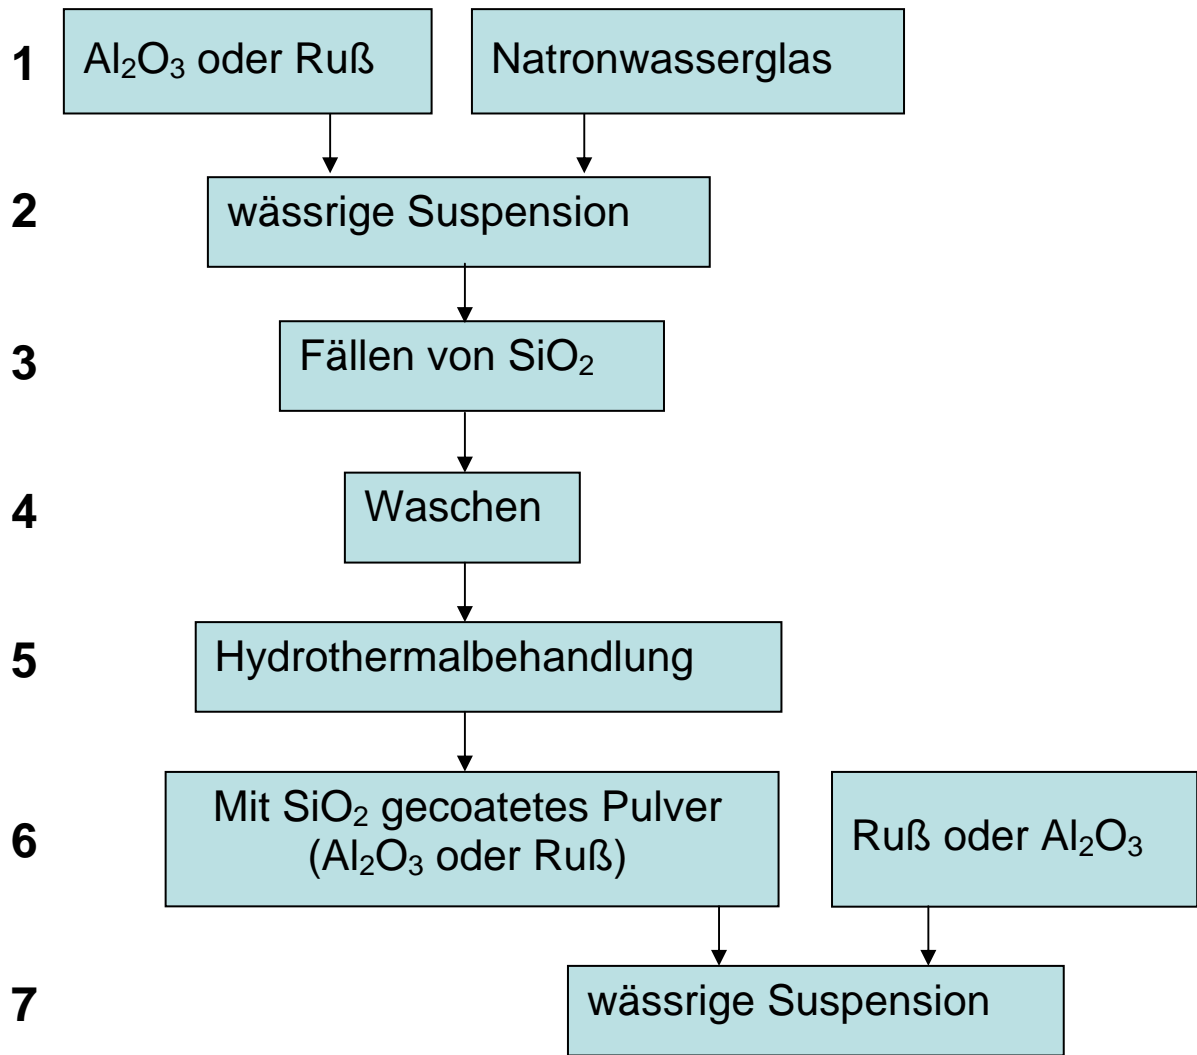 1
Al₂O₃ oder Ruß
Natronwasserglas
2
wässrige Suspension
3
Fällen von SiO₂
4
Waschen
5
Hydrothermalbehandlung
6
Mit SiO₂ gecoatetes Pulver
(Al₂O₃ oder Ruß)
Ruß oder Al₂O₃
7
wässrige Suspension